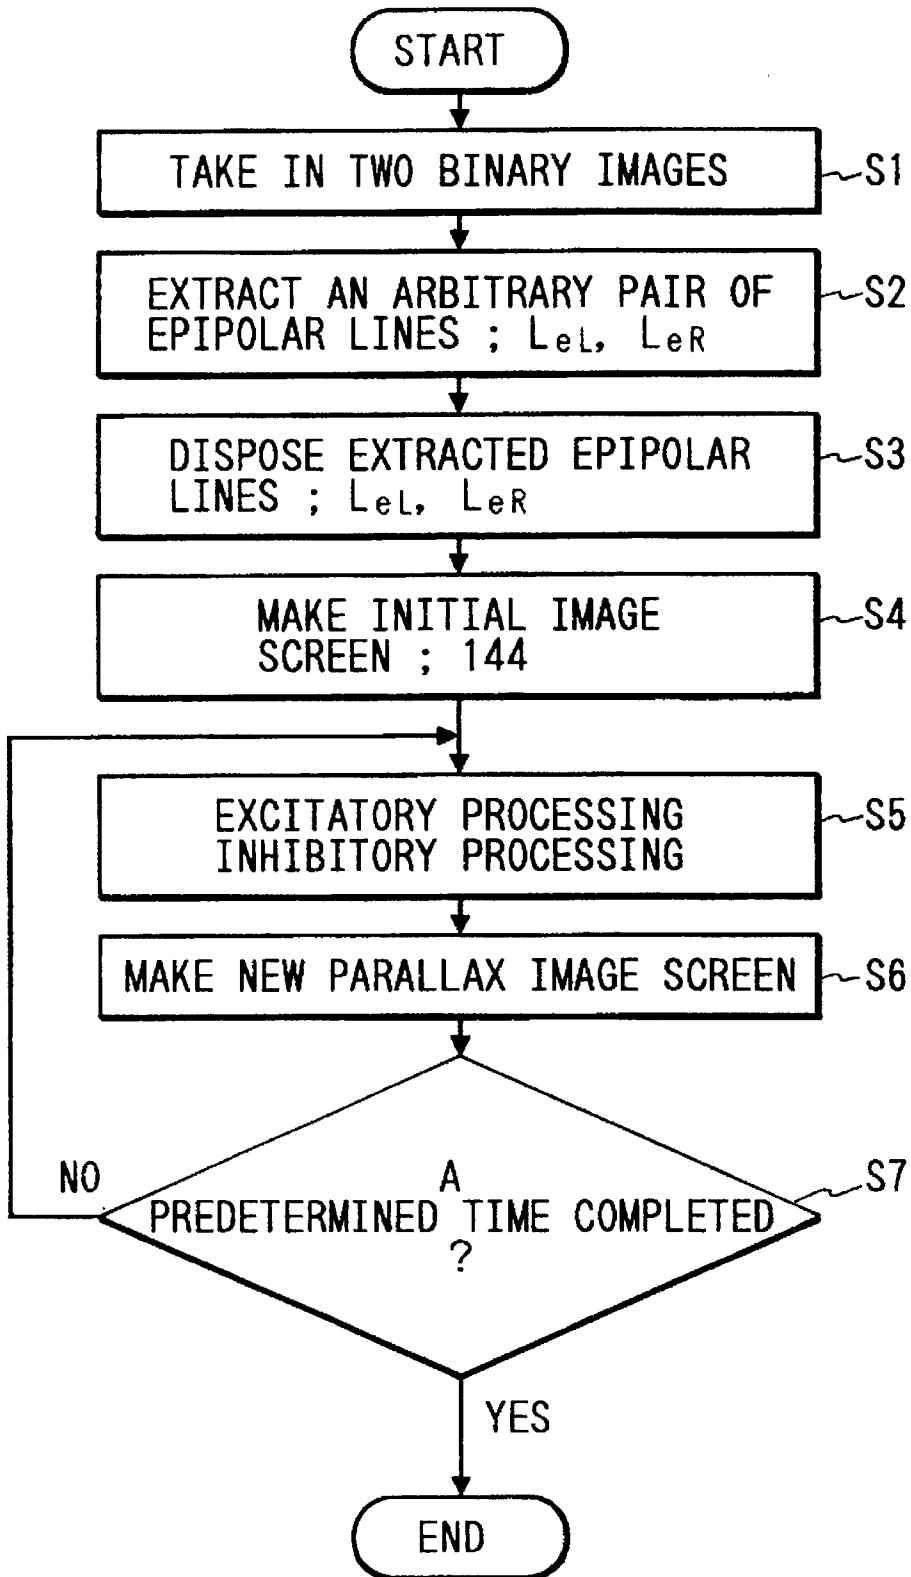 START
TAKE IN TWO BINARY IMAGES
S1
EXTRACT AN ARBITRARY PAIR OF
EPIPOLAR LINES ; LeL, LeR
S2
DISPOSE EXTRACTED EPIPOLAR
LINES ; LeL, LeR
S3
MAKE INITIAL IMAGE
SCREEN ; 144
S4
EXCITATORY PROCESSING
INHIBITORY PROCESSING
S5
MAKE NEW PARALLAX IMAGE SCREEN
S6
NO
A
PREDETERMINED TIME COMPLETED
?
S7
YES
END